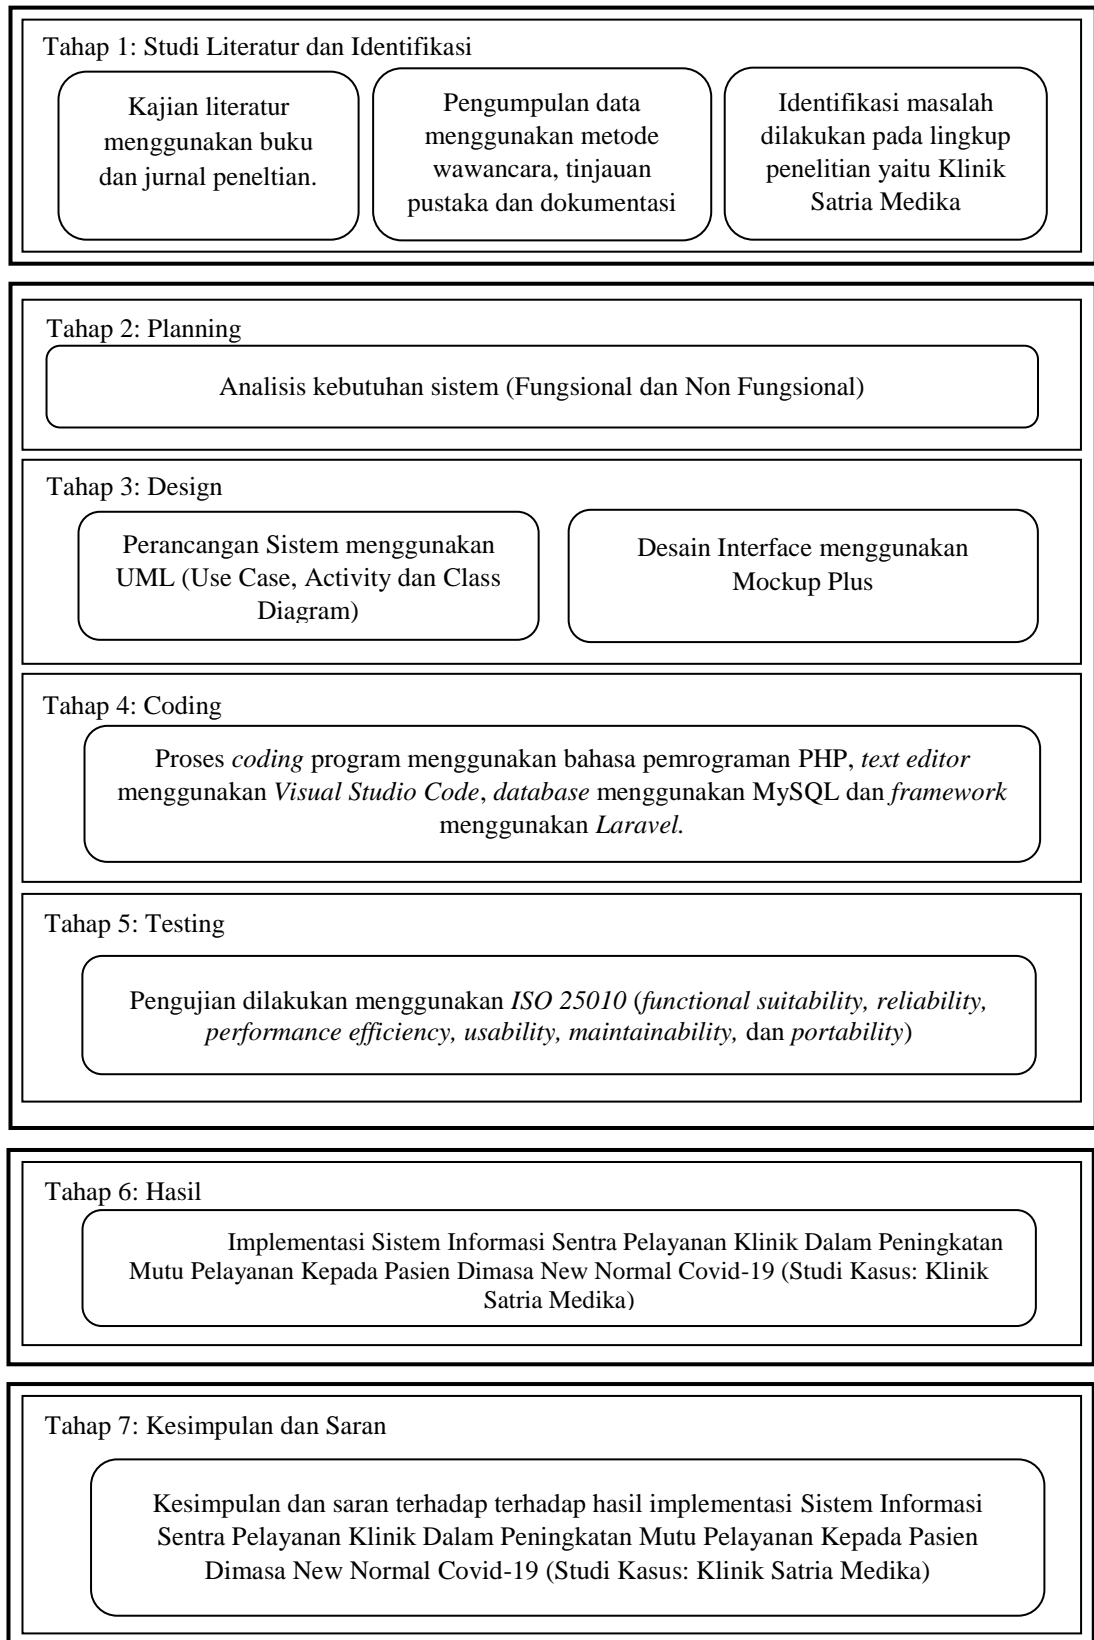 Tahap 1: Studi Literatur dan Identifikasi
Kajian literatur
menggunakan buku
dan jurnal peneltian.
Pengumpulan data
menggunakan metode
wawancara, tinjauan
pustaka dan dokumentasi
Identifikasi masalah
dilakukan pada lingkup
penelitian yaitu Klinik
Satria Medika
Tahap 2: Planning
Analisis kebutuhan sistem (Fungsional dan Non Fungsional)
Tahap 3: Design
Perancangan Sistem menggunakan
UML (Use Case, Activity dan Class
Diagram)
Desain Interface menggunakan
Mockup Plus
Tahap 4: Coding
Proses coding program menggunakan bahasa pemrograman PHP, text editor
menggunakan Visual Studio Code, database menggunakan MySQL dan framework
menggunakan Laravel.
Tahap 5: Testing
Pengujian dilakukan menggunakan ISO 25010 (functional suitability, reliability,
performance efficiency, usability, maintainability, dan portability)
Tahap 6: Hasil
Implementasi Sistem Informasi Sentra Pelayanan Klinik Dalam Peningkatan
Mutu Pelayanan Kepada Pasien Dimasa New Normal Covid-19 (Studi Kasus: Klinik
Satria Medika)
Tahap 7: Kesimpulan dan Saran
Kesimpulan dan saran terhadap terhadap hasil implementasi Sistem Informasi
Sentra Pelayanan Klinik Dalam Peningkatan Mutu Pelayanan Kepada Pasien
Dimasa New Normal Covid-19 (Studi Kasus: Klinik Satria Medika)